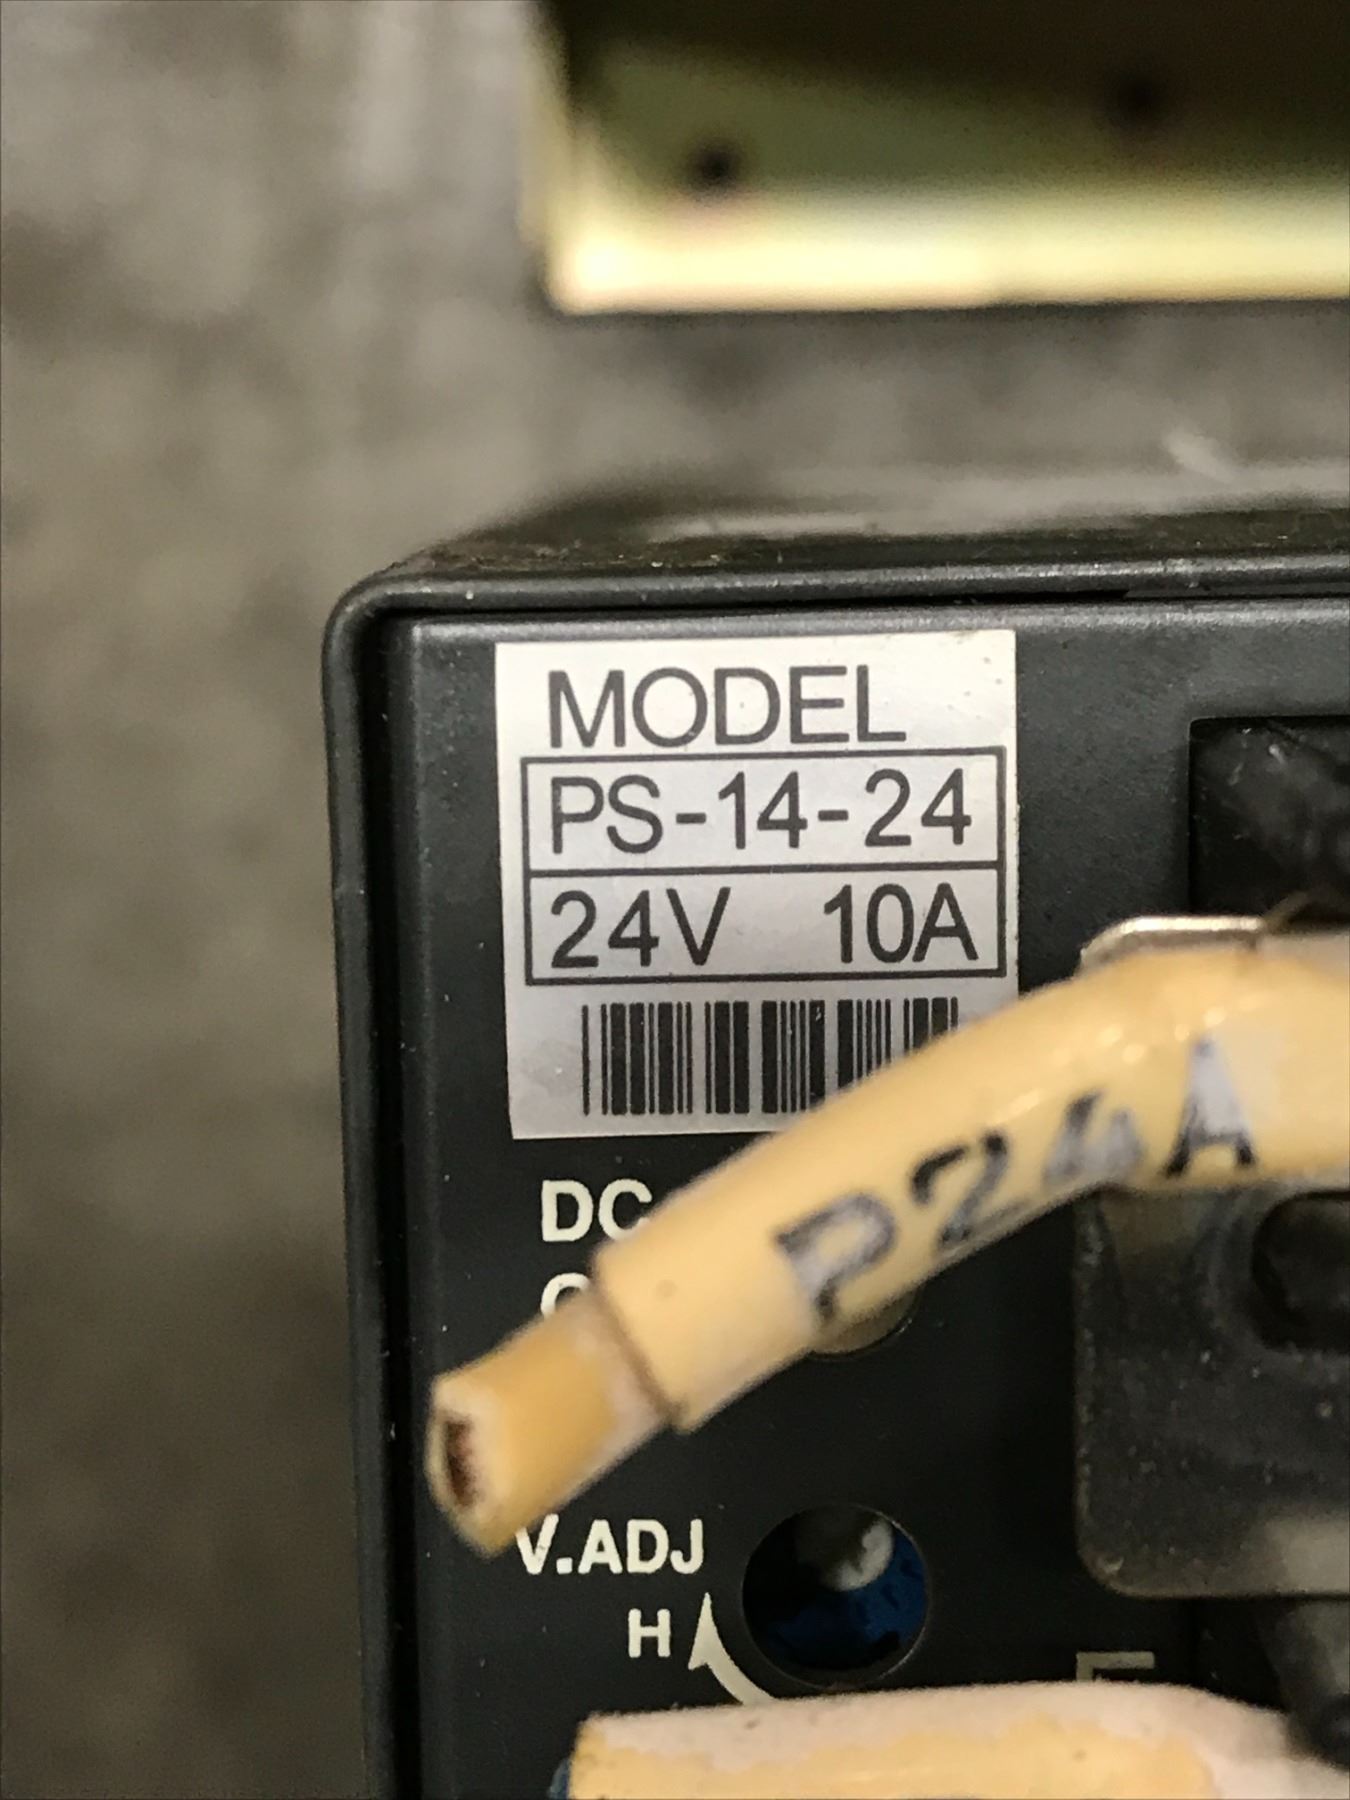 MODEL
PS-14-24
24V 10A
P24A
DC
V.ADJ
H